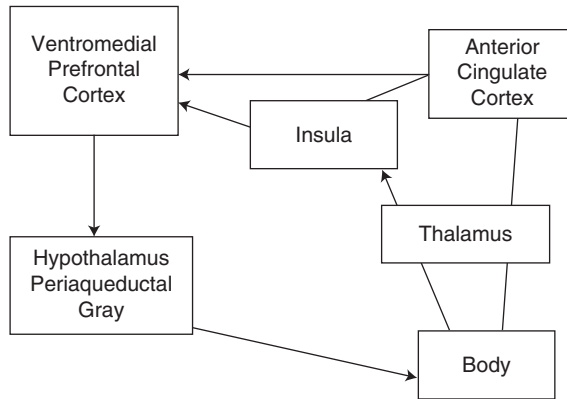 Ventromedial
Prefrontal
Cortex
Anterior
Cingulate
Cortex
Insula
Thalamus
Hypothalamus
Periaqueductal
Gray
Body